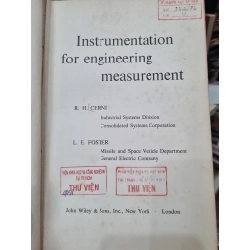 Instrumentation
for engineering
measurement
R. H. CERNI
Industrial Systems Division
Consolidated Systems Corporation
L. E. FOSTER
Missile and Space Vehicle Department
General Electric Company
THƯ VIỆN
THƯ VIỆN
John Wiley & Sons, Inc., New York · London